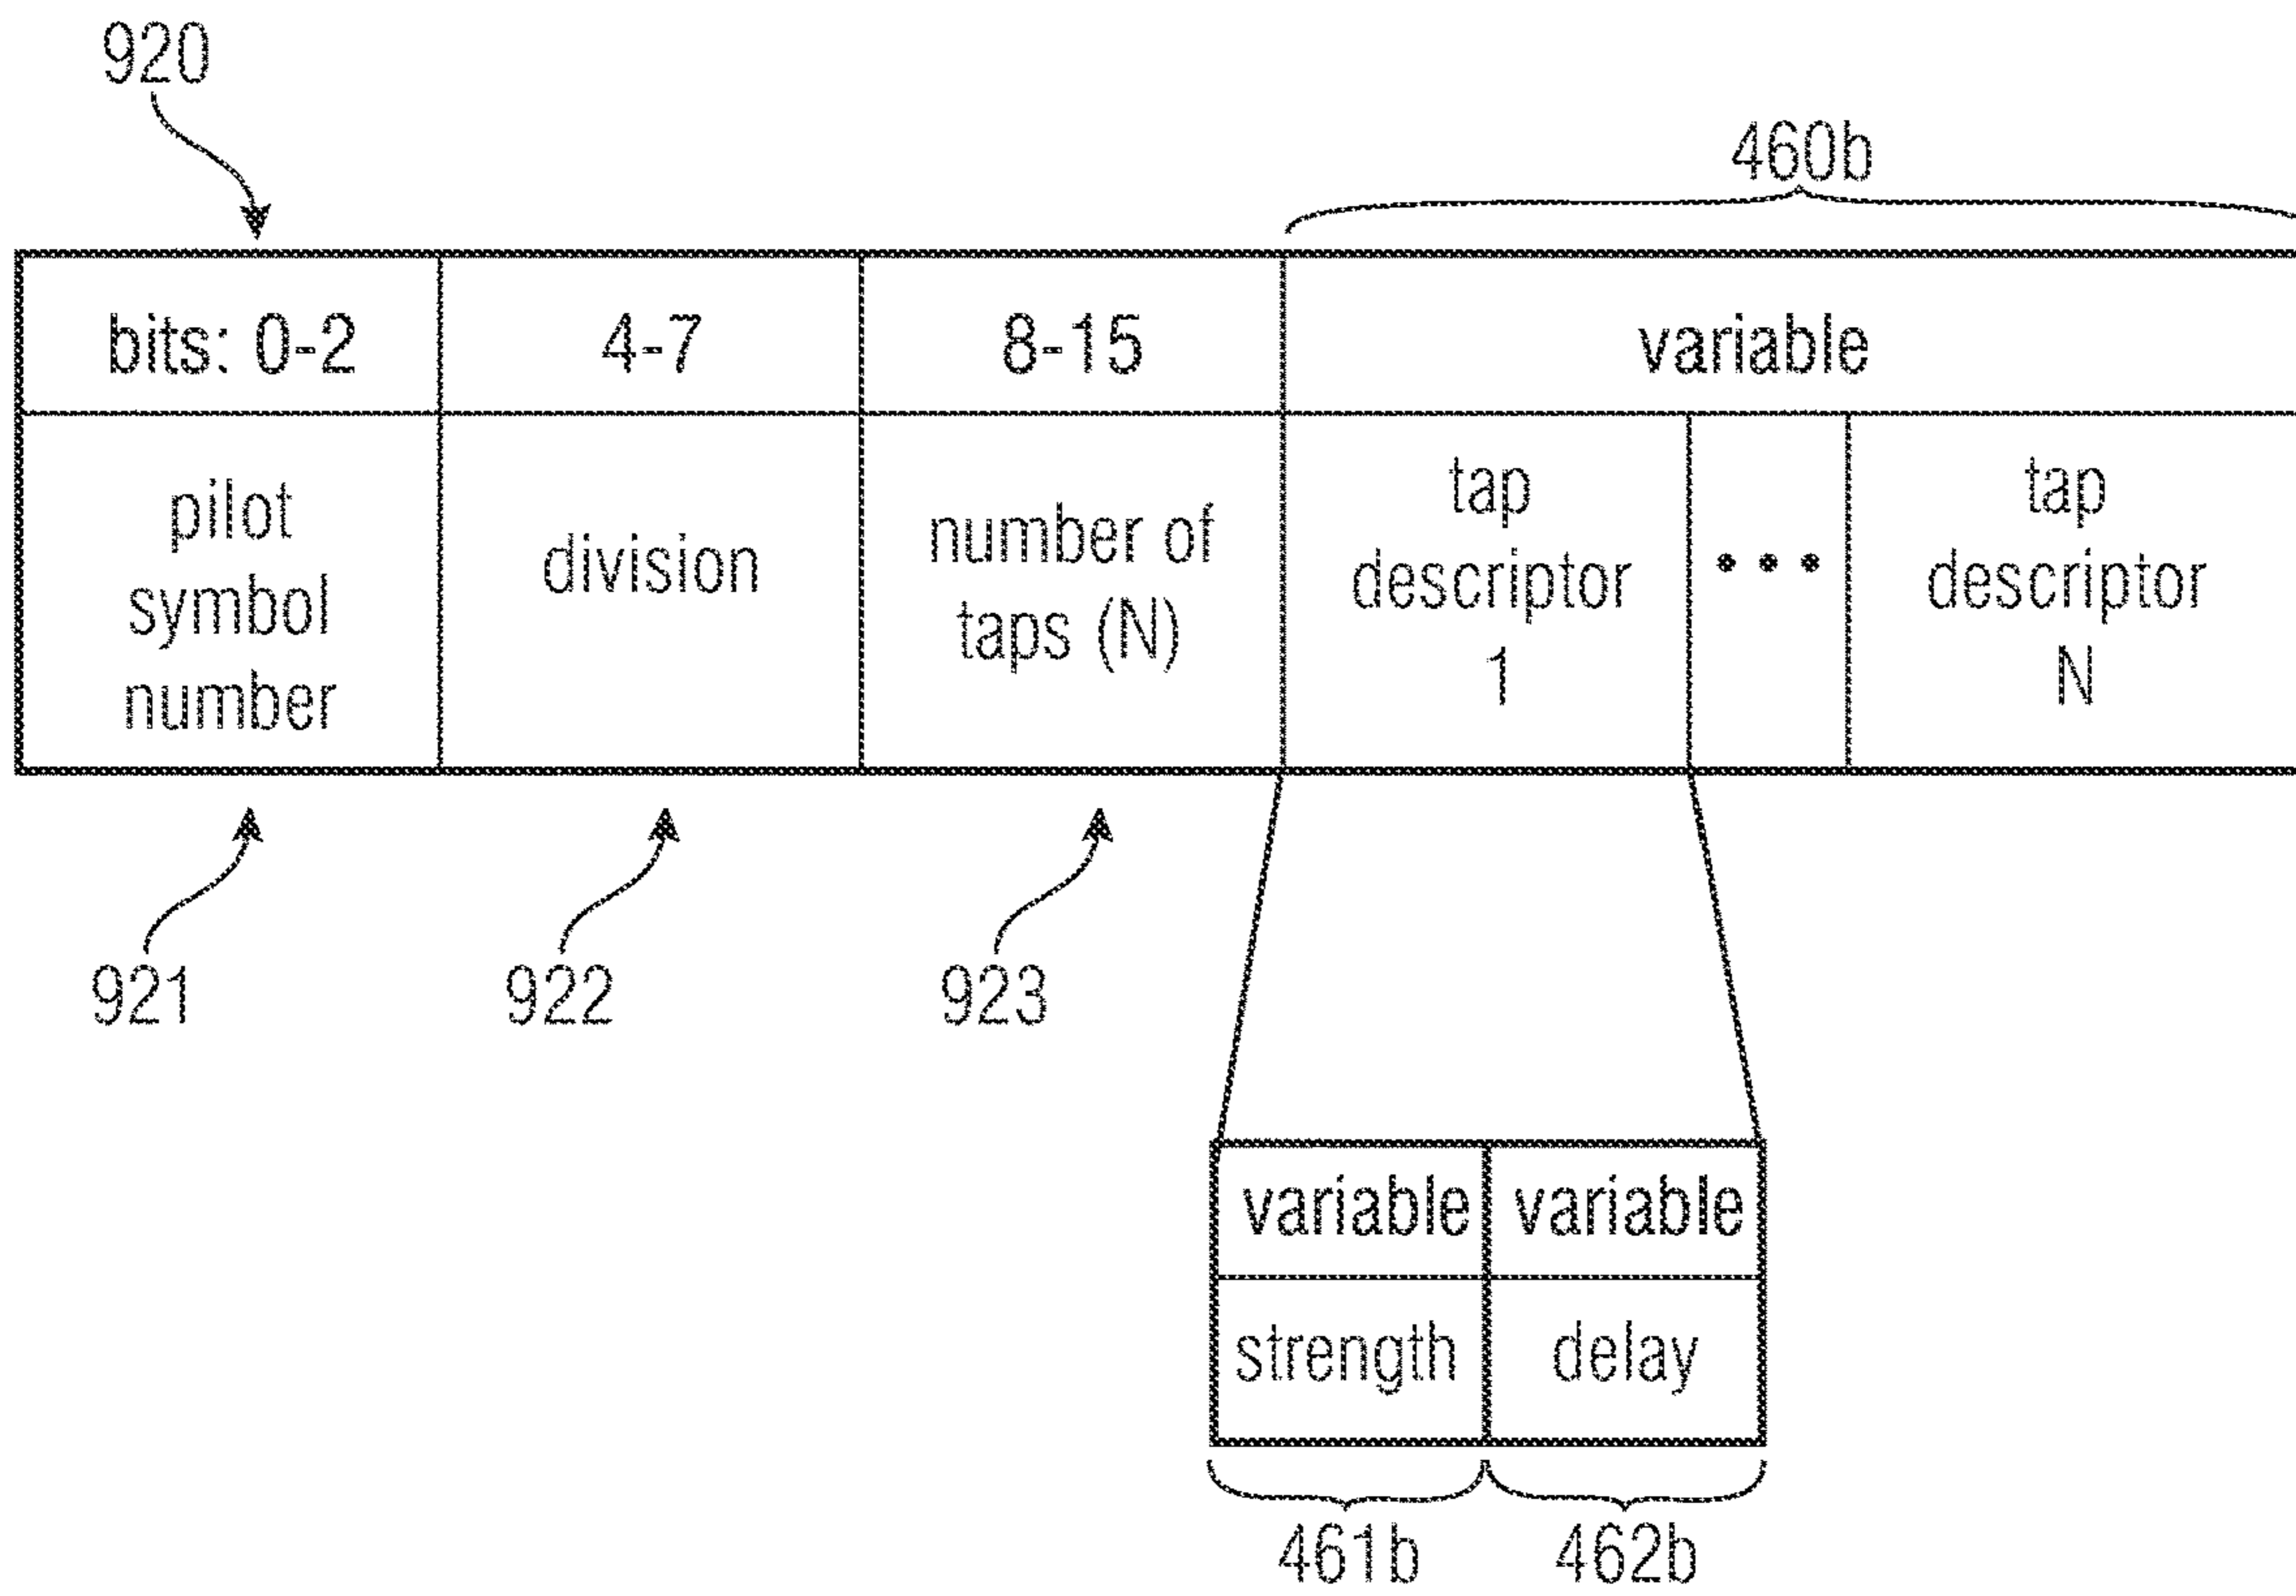 920
460b
bits: 0-2
4-7
8-15
variable
pilot
symbol
number
division
number of
taps (N)
tap
descriptor
1
• • •
tap
descriptor
N
921
922
923
variable
variable
strength
delay
461b
462b